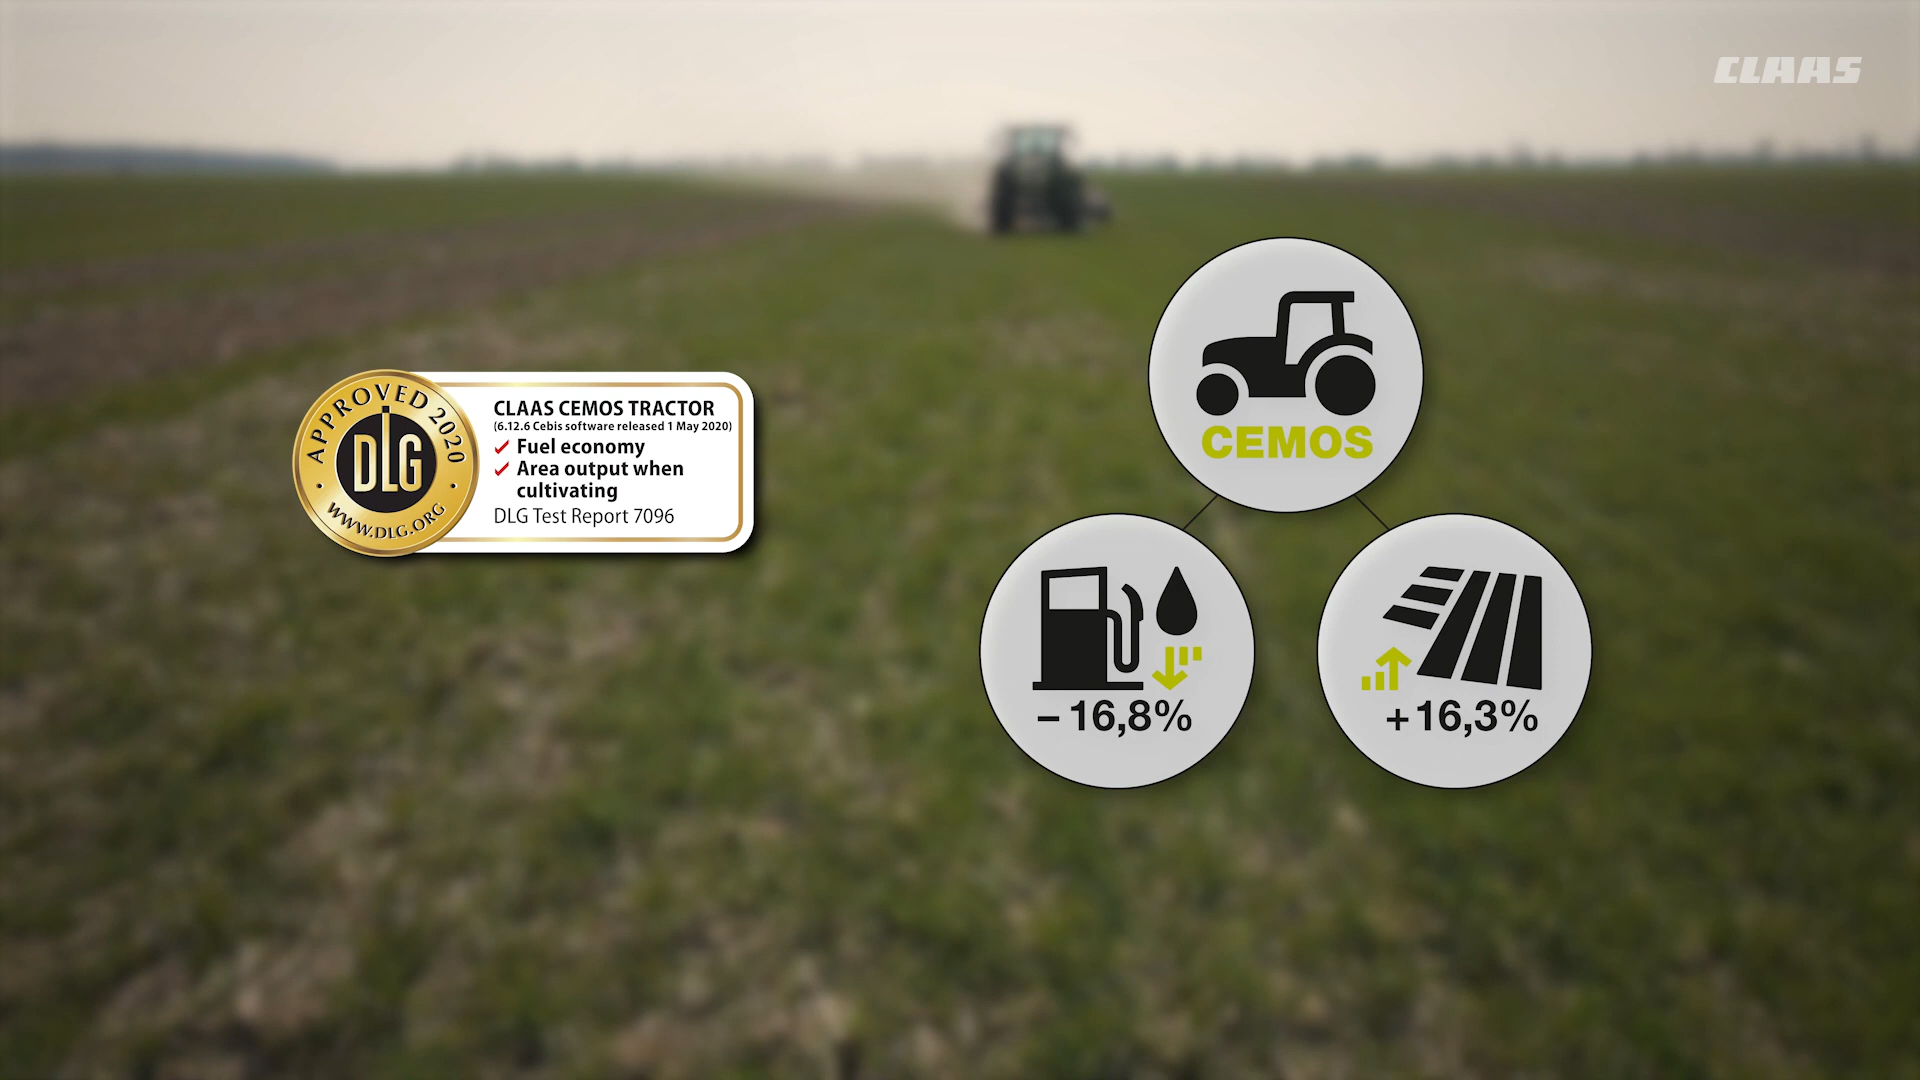 CLAAS
APPROVED 2020
DLG
WWW.DLG.ORG
CLAAS CEMOS TRACTOR
(6.12.6 Cebis software released 1 May 2020)
Fuel economy
Area output when
cultivating
DLG Test Report 7096
CEMOS
– 16,8%
+16,3%